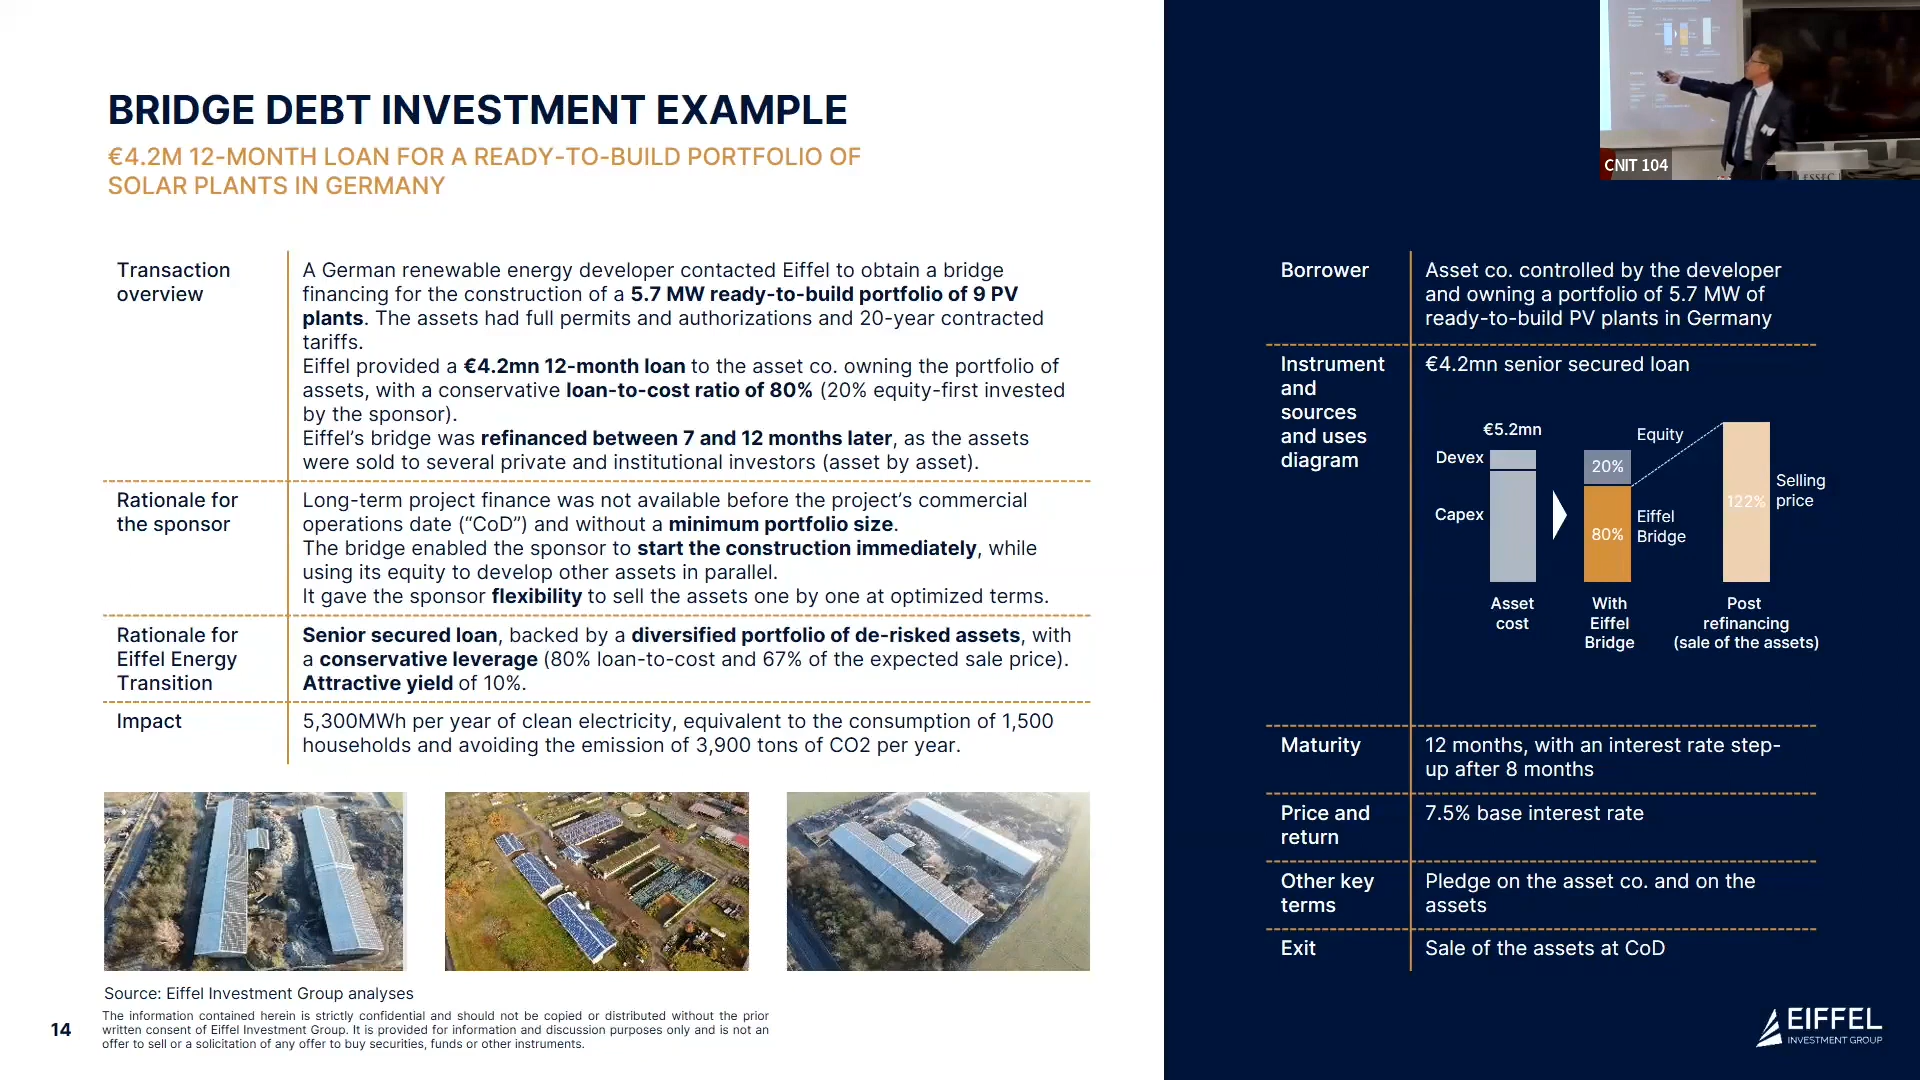 BRIDGE DEBT INVESTMENT EXAMPLE
€4.2M 12-MONTH LOAN FOR A READY-TO-BUILD PORTFOLIO OF
SOLAR PLANTS IN GERMANY
Transaction
overview
A German renewable energy developer contacted Eiffel to obtain a bridge
financing for the construction of a 5.7 MW ready-to-build portfolio of 9 PV
plants. The assets had full permits and authorizations and 20-year contracted
tariffs.
Eiffel provided a €4.2mn 12-month loan to the asset co. owning the portfolio of
assets, with a conservative loan-to-cost ratio of 80% (20% equity-first invested
by the sponsor).
Eiffel’s bridge was refinanced between 7 and 12 months later, as the assets
were sold to several private and institutional investors (asset by asset).
Rationale for
the sponsor
Long-term project finance was not available before the project’s commercial
operations date (“CoD”) and without a minimum portfolio size.
The bridge enabled the sponsor to start the construction immediately, while
using its equity to develop other assets in parallel.
It gave the sponsor flexibility to sell the assets one by one at optimized terms.
Rationale for
Eiffel Energy
Transition
Senior secured loan, backed by a diversified portfolio of de-risked assets, with
a conservative leverage (80% loan-to-cost and 67% of the expected sale price).
Attractive yield of 10%.
Impact
5,300MWh per year of clean electricity, equivalent to the consumption of 1,500
households and avoiding the emission of 3,900 tons of CO2 per year.
Source: Eiffel Investment Group analyses
14
The information contained herein is strictly confidential and should not be copied or distributed without the prior
written consent of Eiffel Investment Group. It is provided for information and discussion purposes only and is not an
offer to sell or a solicitation of any offer to buy securities, funds or other instruments.
CNIT 104
ESSEC
Borrower
Asset co. controlled by the developer
and owning a portfolio of 5.7 MW of
ready-to-build PV plants in Germany
Instrument
and
sources
and uses
diagram
€4.2mn senior secured loan
€5.2mn
Devex
Capex
Equity
20%
80%
Eiffel
Bridge
122%
Selling
price
Asset
cost
With
Eiffel
Bridge
Post
refinancing
(sale of the assets)
Maturity
12 months, with an interest rate step-
up after 8 months
Price and
return
7.5% base interest rate
Other key
terms
Pledge on the asset co. and on the
assets
Exit
Sale of the assets at CoD
EIFFEL
INVESTMENT GROUP